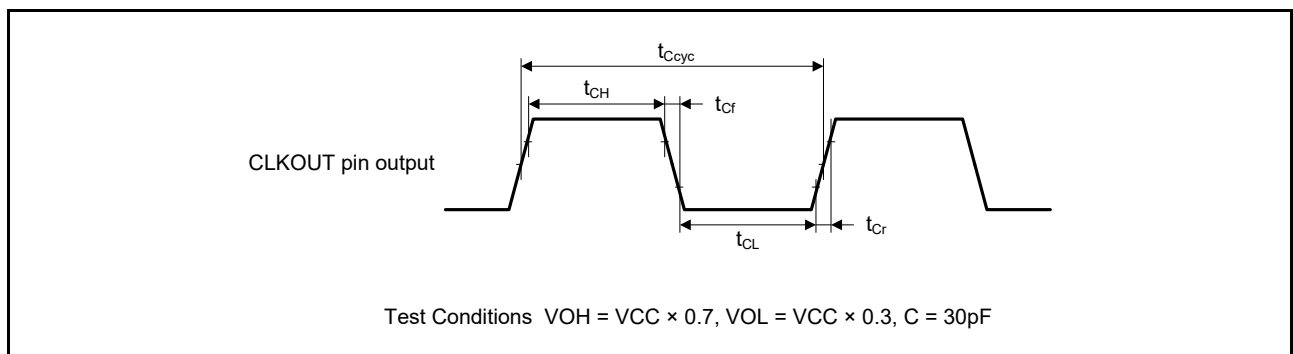 tCcyc
tCH
tCf
CLKOUT pin output
tCL
tCr
Test Conditions VOH = VCC × 0.7, VOL = VCC × 0.3, C = 30pF